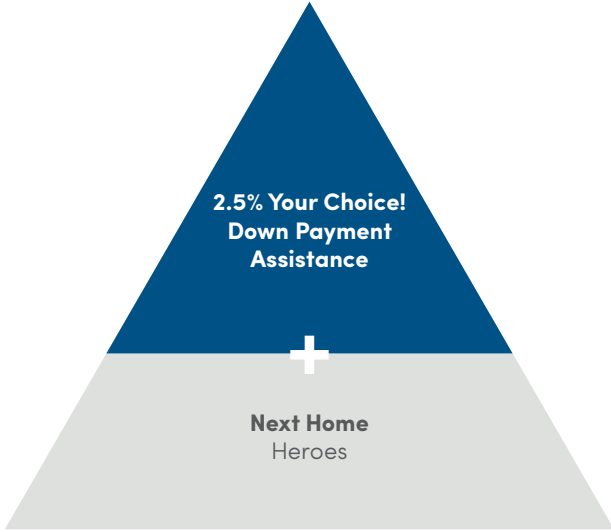 2.5% Your Choice!
Down Payment
Assistance
+
Next Home
Heroes